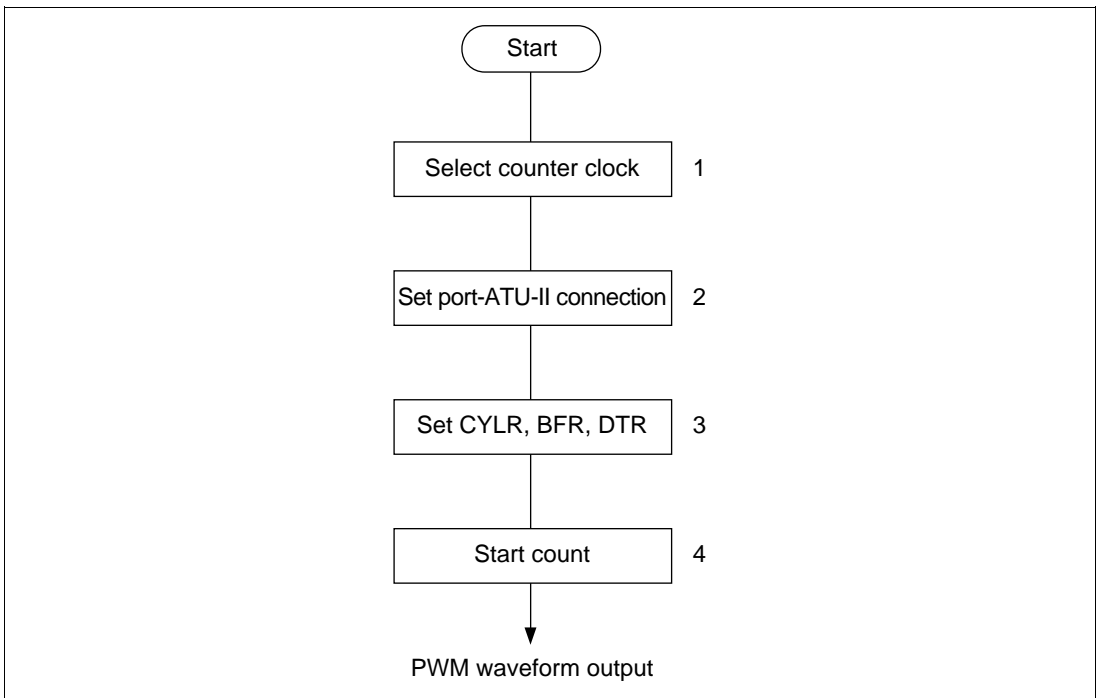 Start
Select counter clock 1
Set port-ATU-II connection 2
Set CYLR, BFR, DTR 3
Start count 4
PWM waveform output